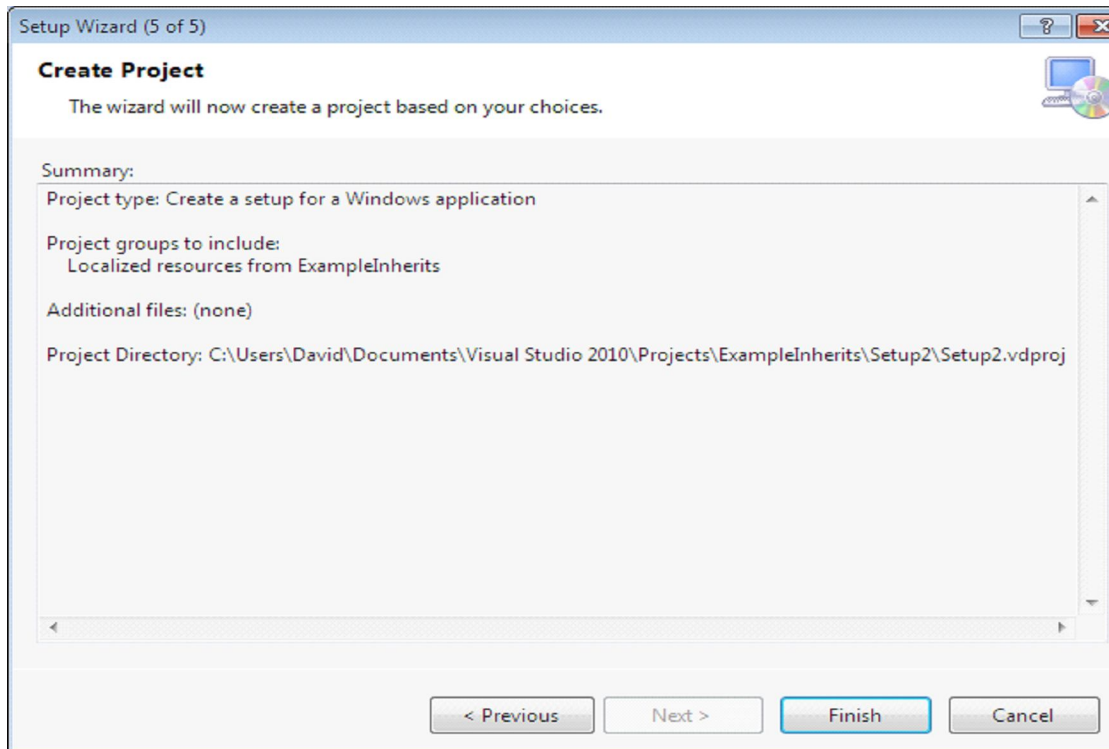 Setup Wizard (5 of 5)
Create Project
The wizard will now create a project based on your choices.
Summary:
Project type: Create a setup for a Windows application
Project groups to include:
Localized resources from ExampleInherits
Additional files: (none)
Project Directory: C:\Users\David\Documents\Visual Studio 2010\Projects\ExampleInherits\Setup2\Setup2.vdproj
< Previous
Next >
Finish
Cancel